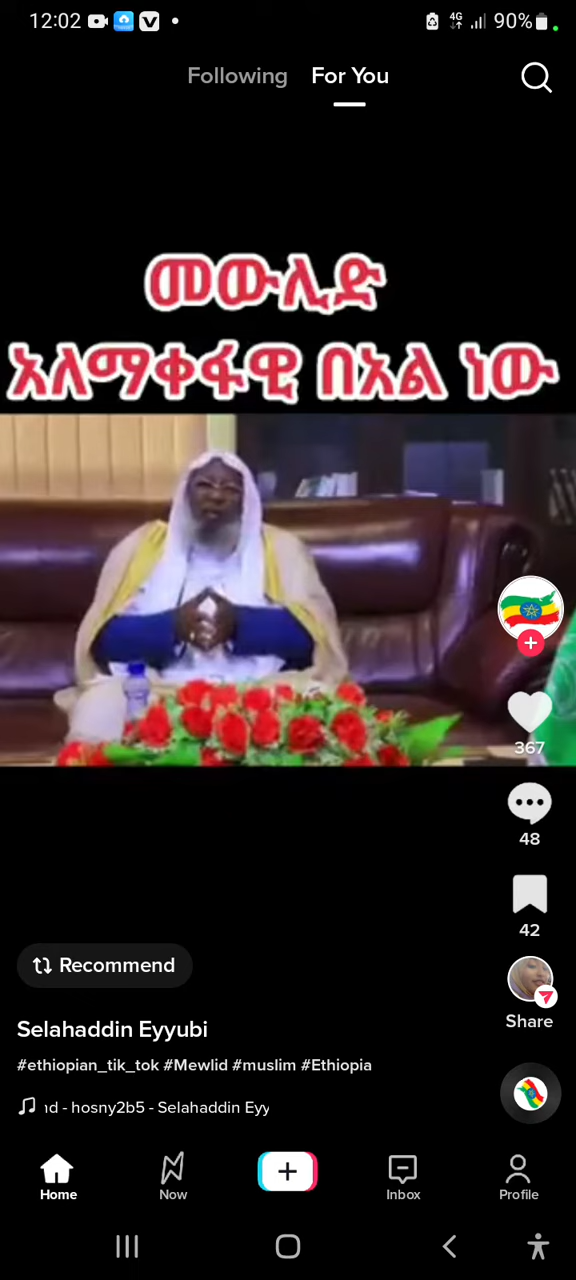 12:02
4G
90%
Following
For You
መውሊድ
አለማቀፋዊ በአል ነው
367
48
42
Recommend
Share
Selahaddin Eyyubi
#ethiopian_tik_tok #Mewlid #muslim #Ethiopia
nd - hosny2b5 - Selahaddin Eyy
Home
Now
Inbox
Profile